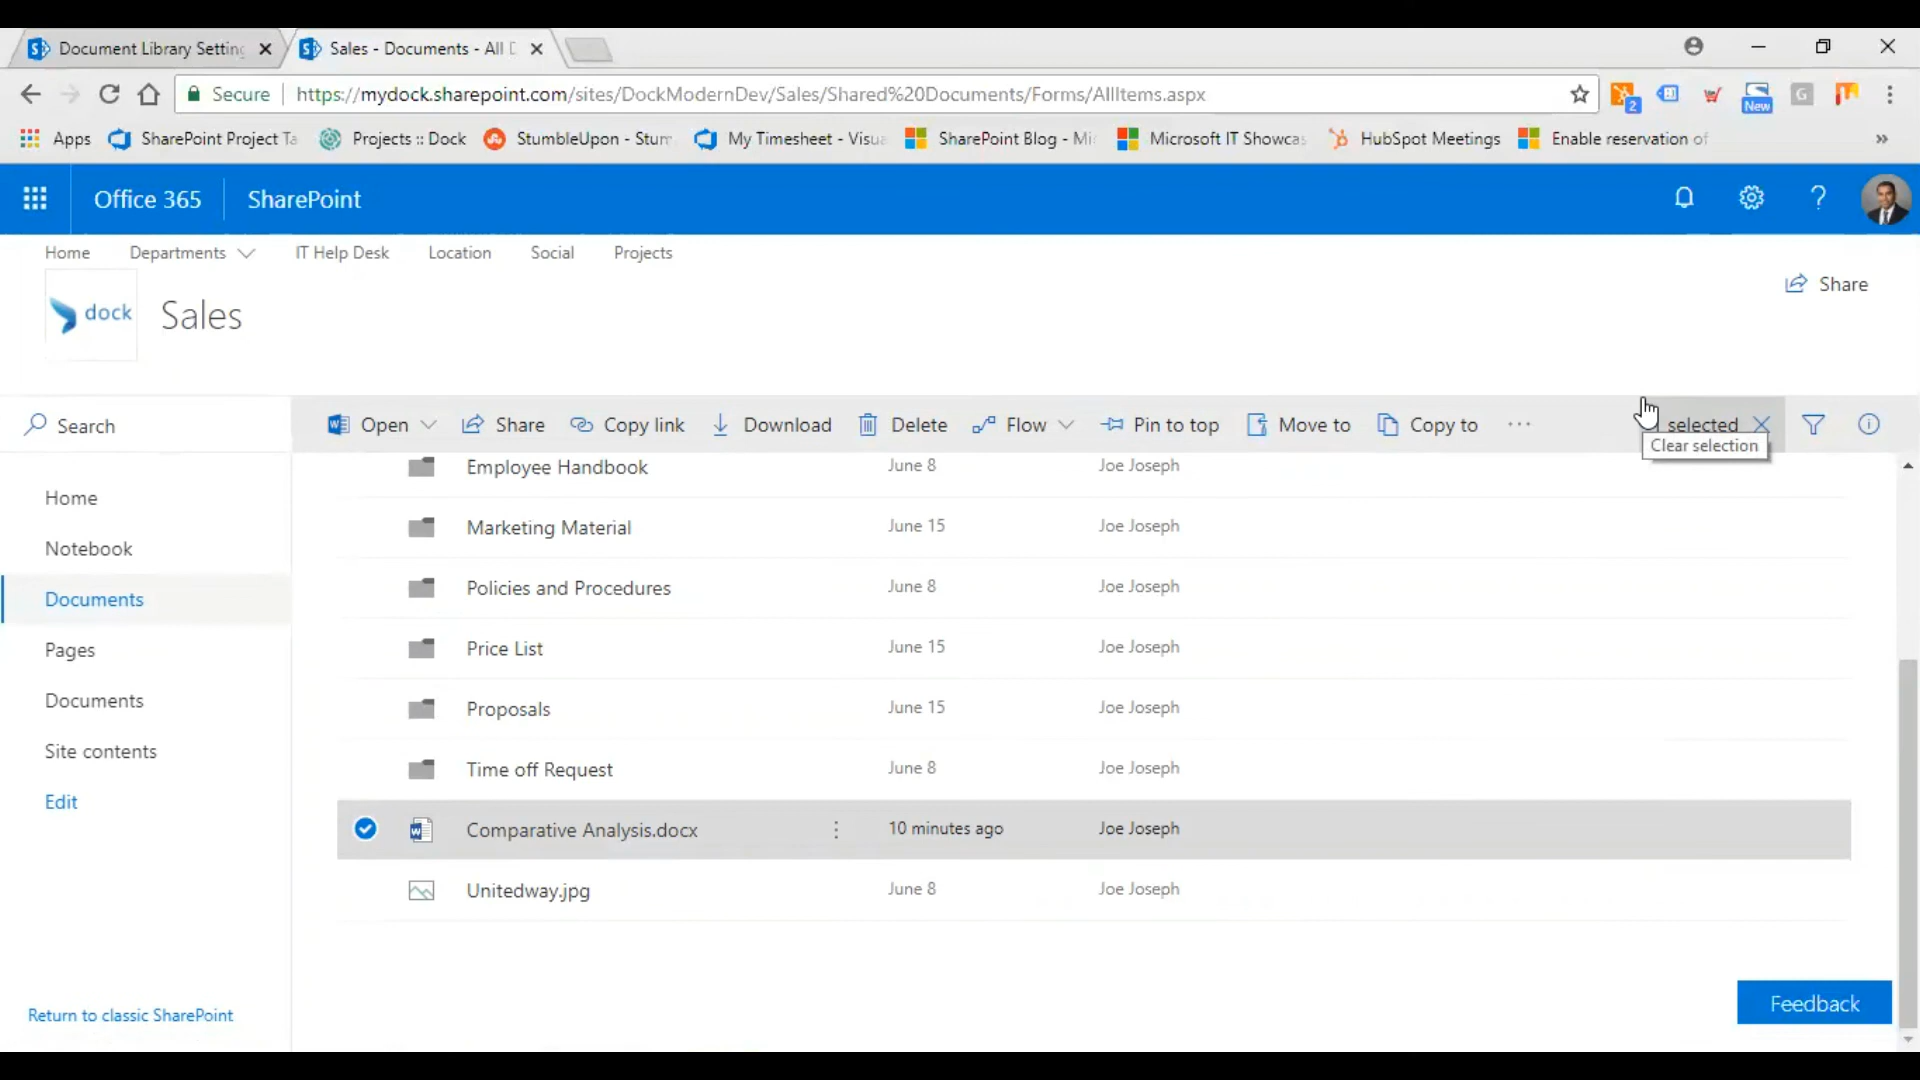 Document Library Setting
Sales - Documents - All D
Secure https://mydock.sharepoint.com/sites/DockModernDev/Sales/Shared%20Documents/Forms/AllItems.aspx
2
New
G
Apps SharePoint Project Ta Projects :: Dock StumbleUpon - Stum My Timesheet - Visua SharePoint Blog - Mi Microsoft IT Showcas HubSpot Meetings Enable reservation of »
Office 365 SharePoint ?
Home Departments IT Help Desk Location Social Projects
Share
dock Sales
Search
Open Share Copy link Download Delete Flow Pin to top Move to Copy to ··· selected
Clear selection
Home
Notebook
Documents
Pages
Documents
Site contents
Edit
Return to classic SharePoint
Employee Handbook June 8 Joe Joseph
Marketing Material June 15 Joe Joseph
Policies and Procedures June 8 Joe Joseph
Price List June 15 Joe Joseph
Proposals June 15 Joe Joseph
Time off Request June 8 Joe Joseph
Comparative Analysis.docx 10 minutes ago Joe Joseph
Unitedway.jpg June 8 Joe Joseph
Feedback